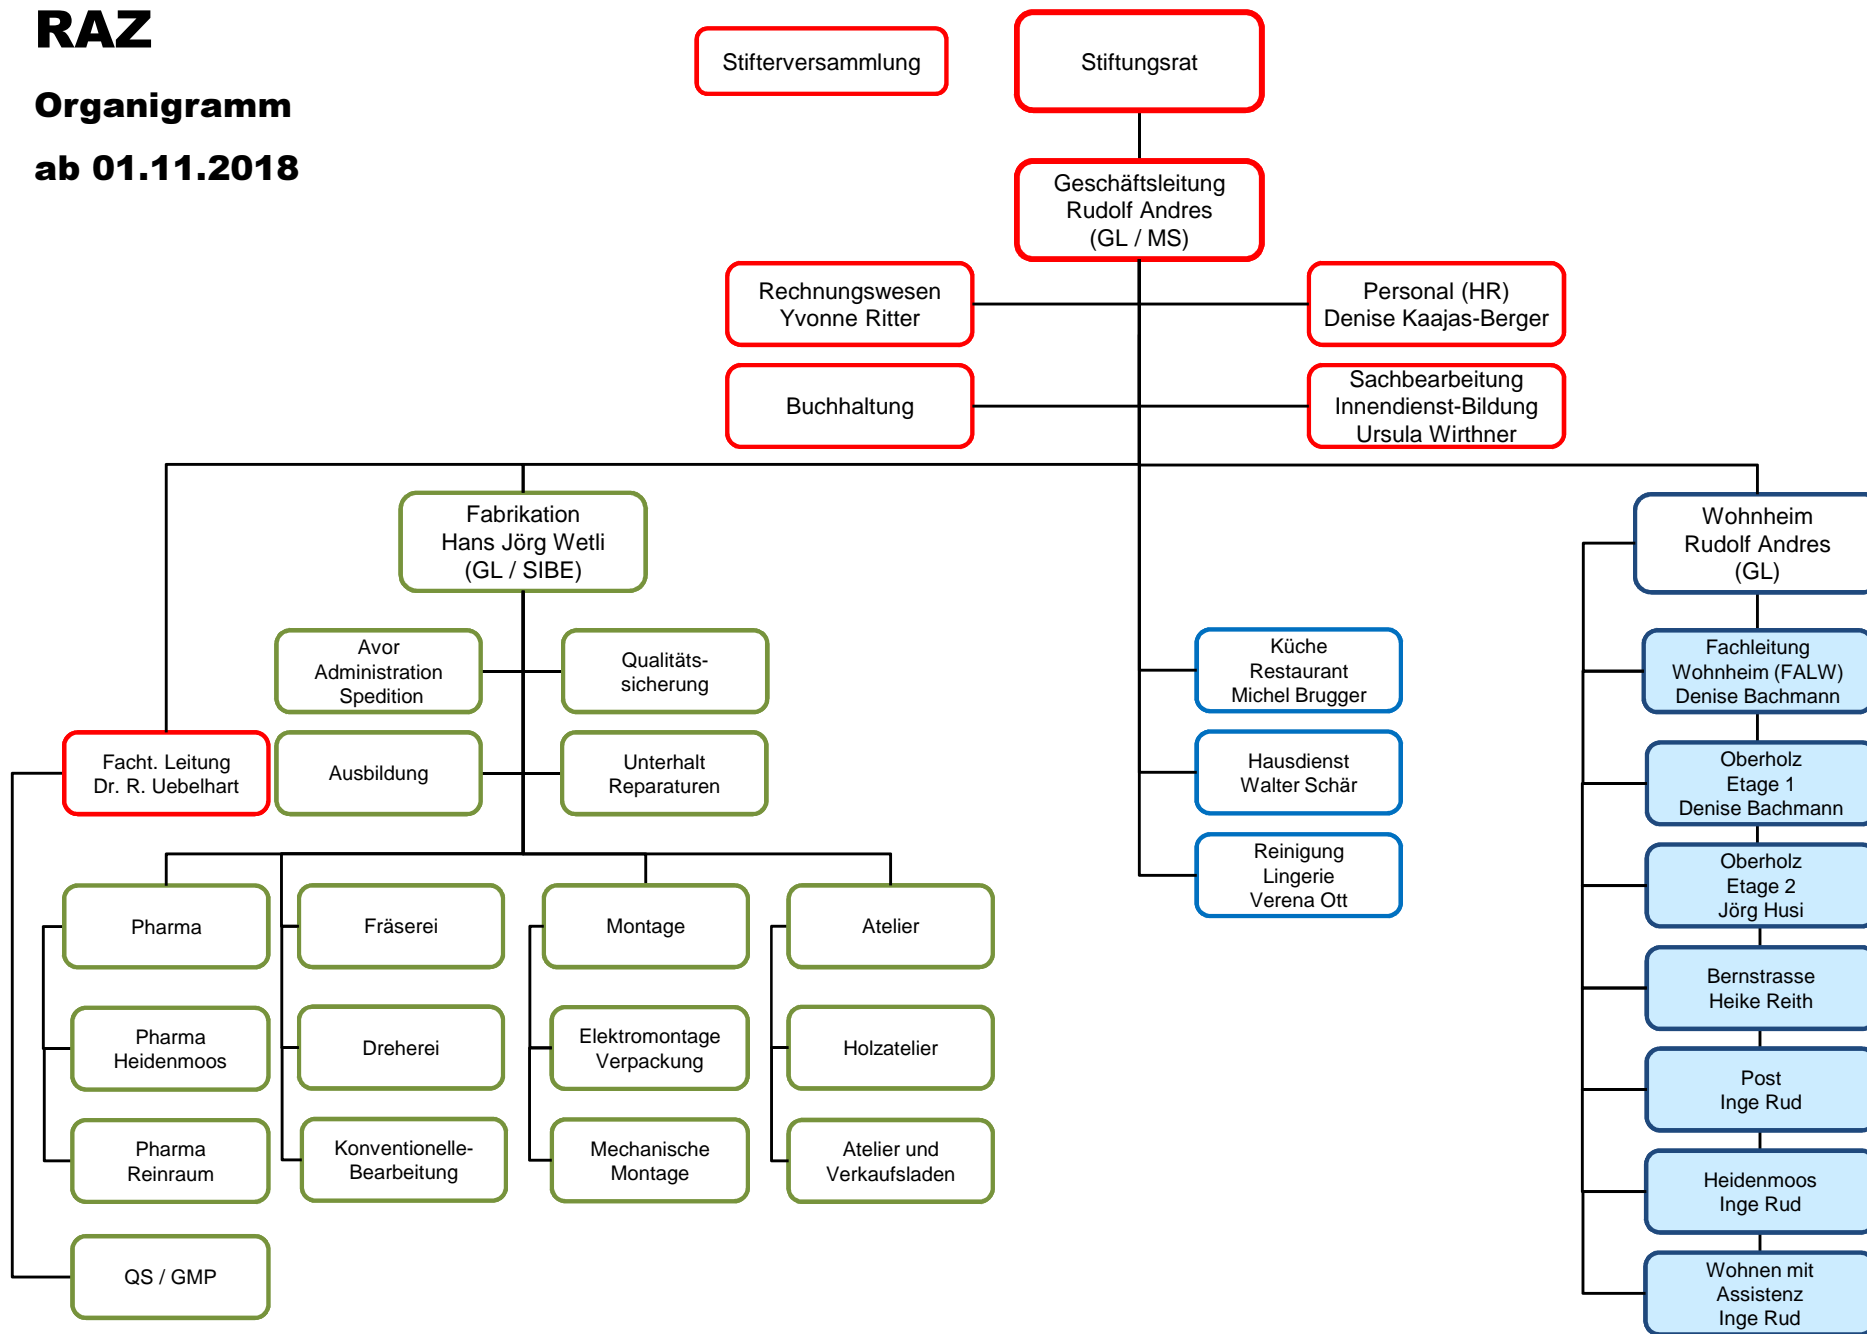 RAZ
Organigramm
ab 01.11.2018
Stifterversammlung
Stiftungsrat
Geschäftsleitung
Rudolf Andres
(GL / MS)
Rechnungswesen
Yvonne Ritter
Personal (HR)
Denise Kaajas-Berger
Buchhaltung
Sachbearbeitung
Innendienst-Bildung
Ursula Wirthner
Fabrikation
Hans Jörg Wetli
(GL / SIBE)
Wohnheim
Rudolf Andres
(GL)
Avor
Administration
Spedition
Qualitäts-
sicherung
Küche
Restaurant
Michel Brugger
Fachleitung
Wohnheim (FALW)
Denise Bachmann
Facht. Leitung
Dr. R. Uebelhart
Ausbildung
Unterhalt
Reparaturen
Hausdienst
Walter Schär
Oberholz
Etage 1
Denise Bachmann
Reinigung
Lingerie
Verena Ott
Oberholz
Etage 2
Jörg Husi
Pharma
Fräserei
Montage
Atelier
Bernstrasse
Heike Reith
Pharma
Heidenmoos
Dreherei
Elektromontage
Verpackung
Holzatelier
Post
Inge Rud
Pharma
Reinraum
Konventionelle-
Bearbeitung
Mechanische
Montage
Atelier und
Verkaufsladen
Heidenmoos
Inge Rud
QS / GMP
Wohnen mit
Assistenz
Inge Rud